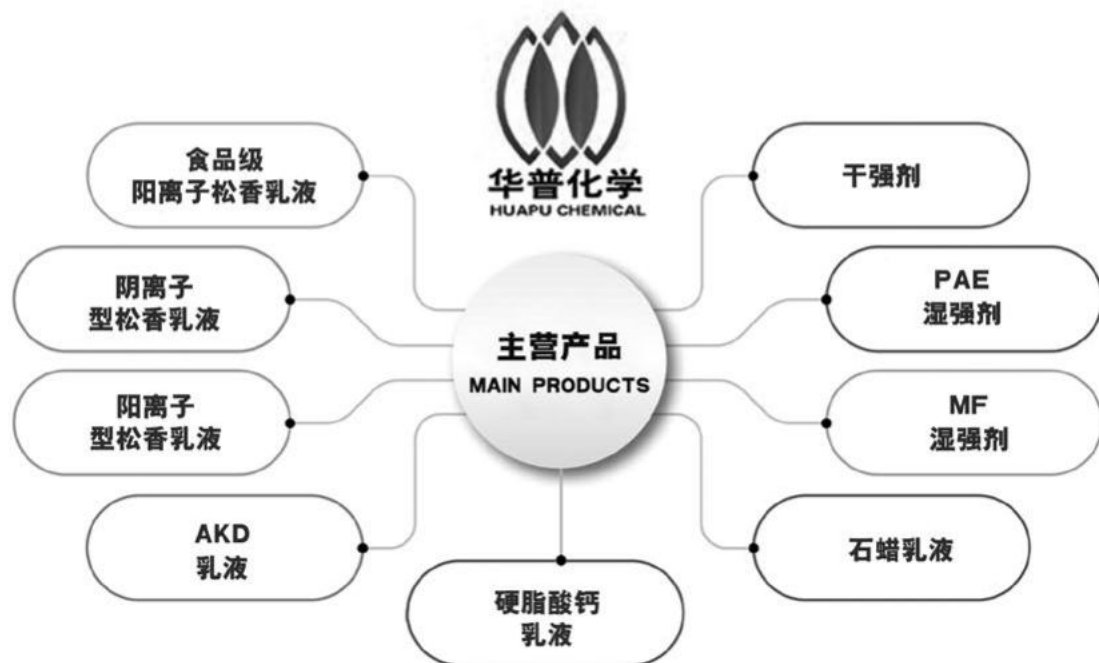 华普化学
HUAPU CHEMICAL
主营产品
MAIN PRODUCTS
食品级
阳离子松香乳液
阴离子
型松香乳液
阳离子
型松香乳液
AKD
乳液
硬脂酸钙
乳液
干强剂
PAE
湿强剂
MF
湿强剂
石蜡乳液